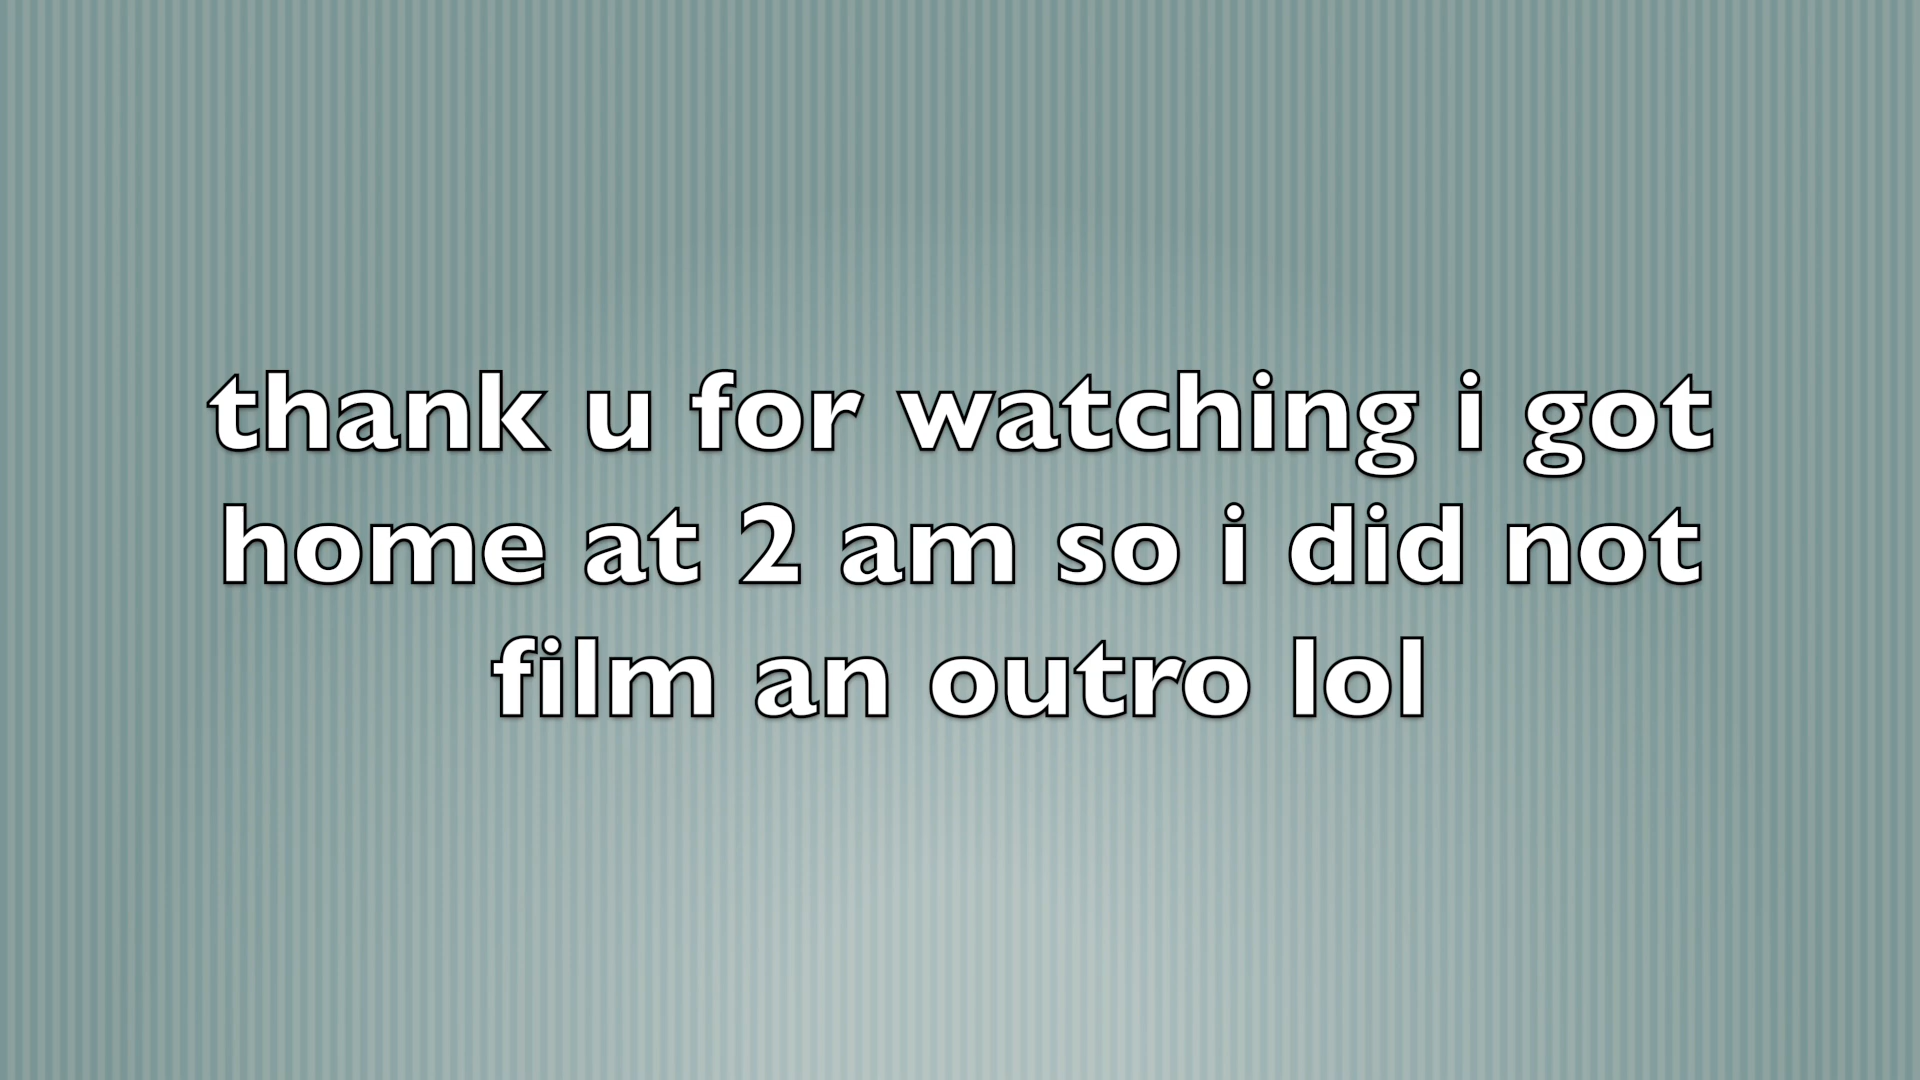 thank u for watching i got
home at 2 am so i did not
film an outro lol